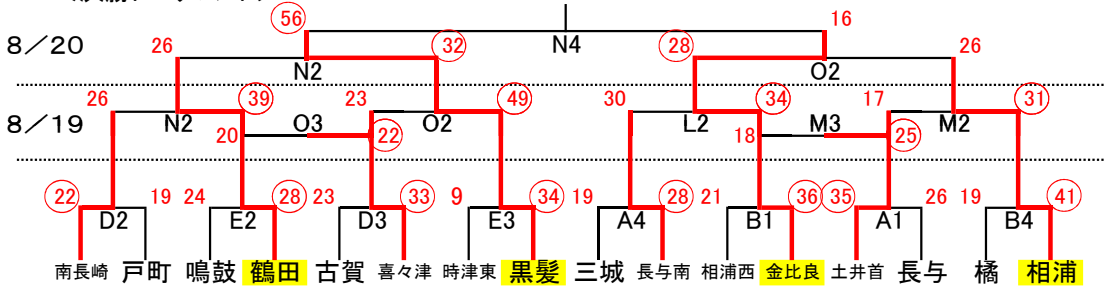 56 16
8／20 26 32 28 26
N4
N2 O2
26 39 23 49 30 34 17 31
8／19 N2 O2 L2 M2
20 O3 22 18 M3 25
22 19 24 28 23 33 9 34 19 28 21 36 35 26 19 41
D2 E2 D3 E3 A4 B1 A1 B4
南長崎 戸町 鳴鼓 鶴田 古賀 喜々津 時津東 黒髪 三城 長与南 相浦西 金比良 土井首 長与 橘 相浦